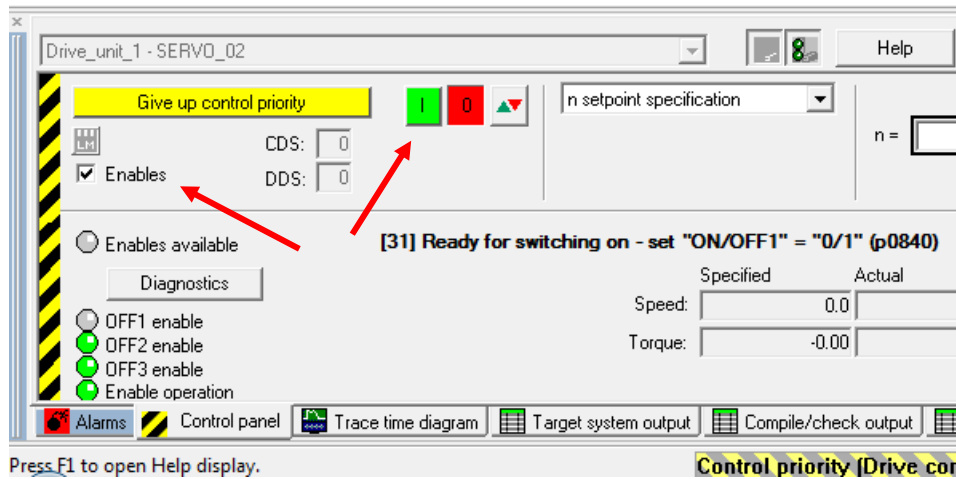 Drive_unit_1 - SERVO_02
Help
Give up control priority
I
0
n setpoint specification
n =
LM
CDS: 0
Enables
DDS: 0
Enables available
[31] Ready for switching on - set "ON/OFF1" = "0/1" (p0840)
Diagnostics
Specified Actual
Speed: 0.0
OFF1 enable
OFF2 enable
Torque: -0.00
OFF3 enable
Enable operation
Alarms
Control panel
Trace time diagram
Target system output
Compile/check output
Press F1 to open Help display.
Control priority (Drive con